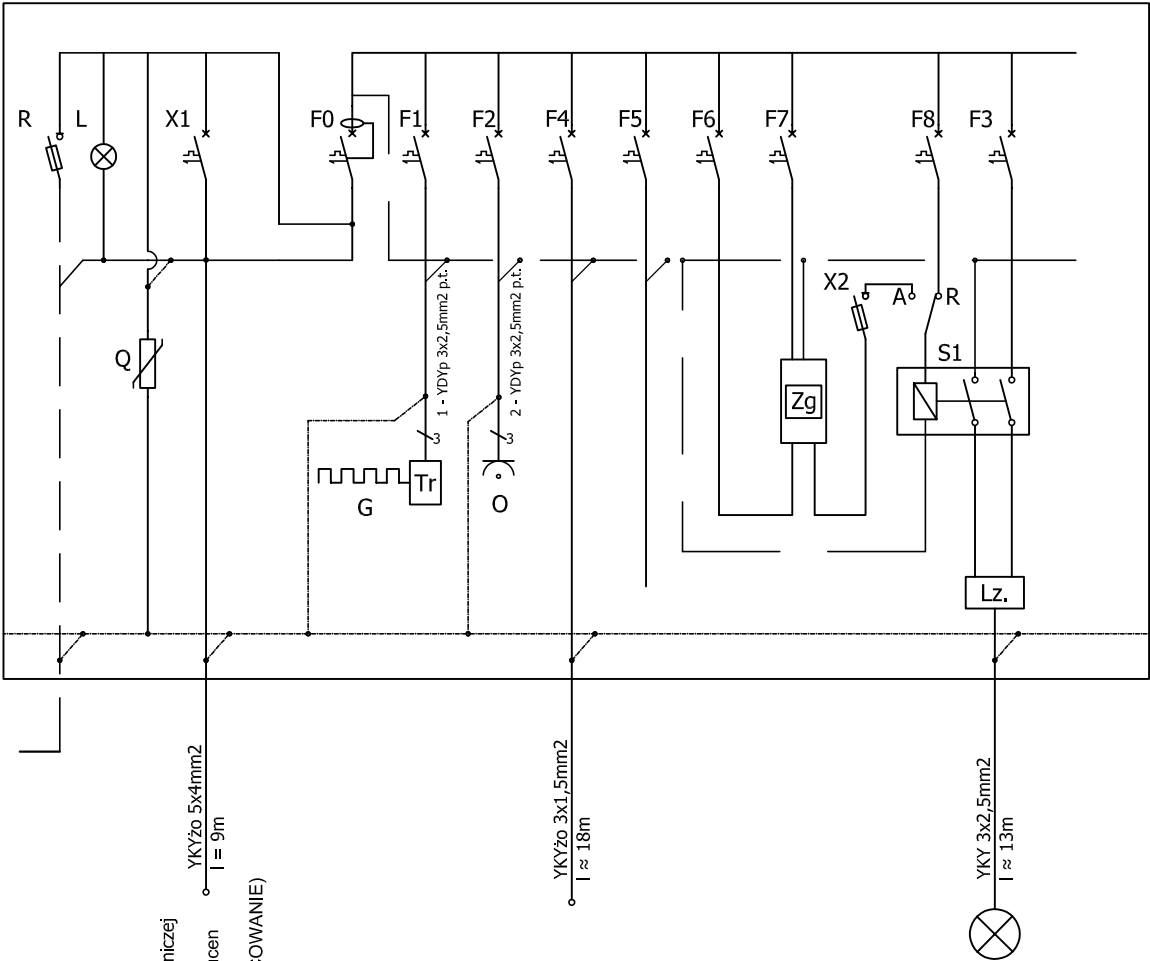 R
L
X1
F0
F1
F2
F4
F5
F6
F7
F8
F3
X2
A
R
S1
Q
1 - YDYp 3x2,5mm2 p.t.
2 - YDYp 3x2,5mm2 p.t.
Zg
3
3
Tr
G
O
Lz.
YKYżo 5x4mm2
l = 9m
YKYżo 3x1,5mm2
l ≈ 18m
YKY 3x2,5mm2
l ≈ 13m
niczej
ucen
OWANIE)